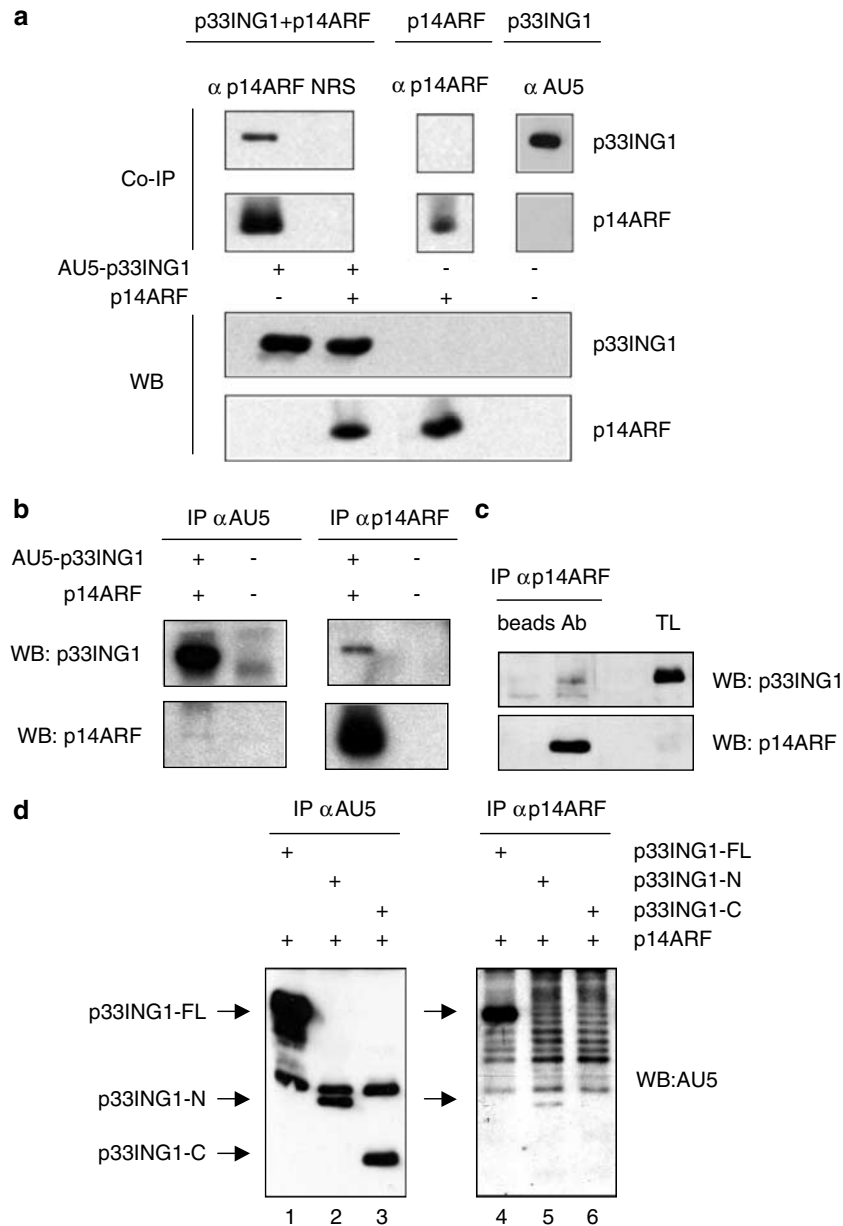 a
p33ING1+p14ARF p14ARF p33ING1
α p14ARF NRS α p14ARF α AU5
Co-IP
p33ING1
p14ARF
AU5-p33ING1 + + - -
p14ARF - + + -
WB
p33ING1
p14ARF
b
IP αAU5 IP αp14ARF
AU5-p33ING1 + - + -
p14ARF + - + -
WB: p33ING1
WB: p14ARF
c
IP αp14ARF
beads Ab TL
WB: p33ING1
WB: p14ARF
d
IP αAU5 IP αp14ARF
+ + p33ING1-FL
+ + p33ING1-N
+ + p33ING1-C
+ + + + + + p14ARF
p33ING1-FL
p33ING1-N
p33ING1-C
WB:AU5
1 2 3 4 5 6